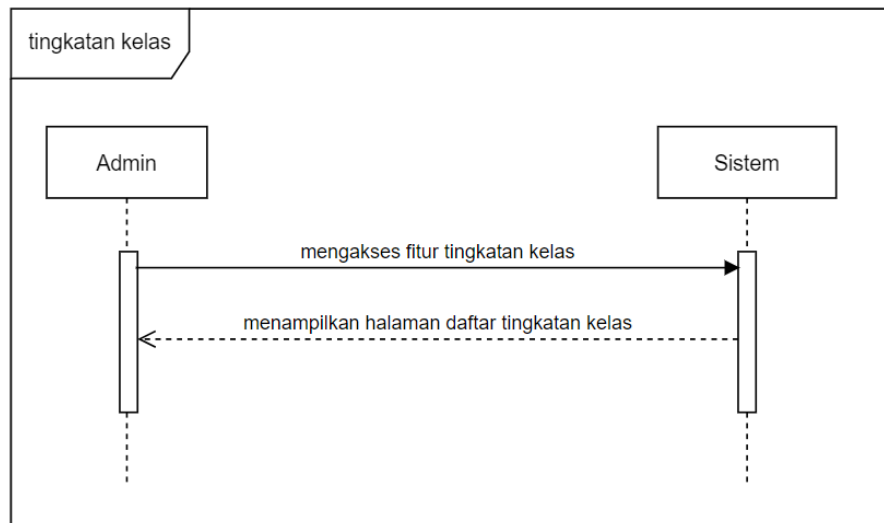 tingkatan kelas
Admin
Sistem
mengakses fitur tingkatan kelas
menampilkan halaman daftar tingkatan kelas